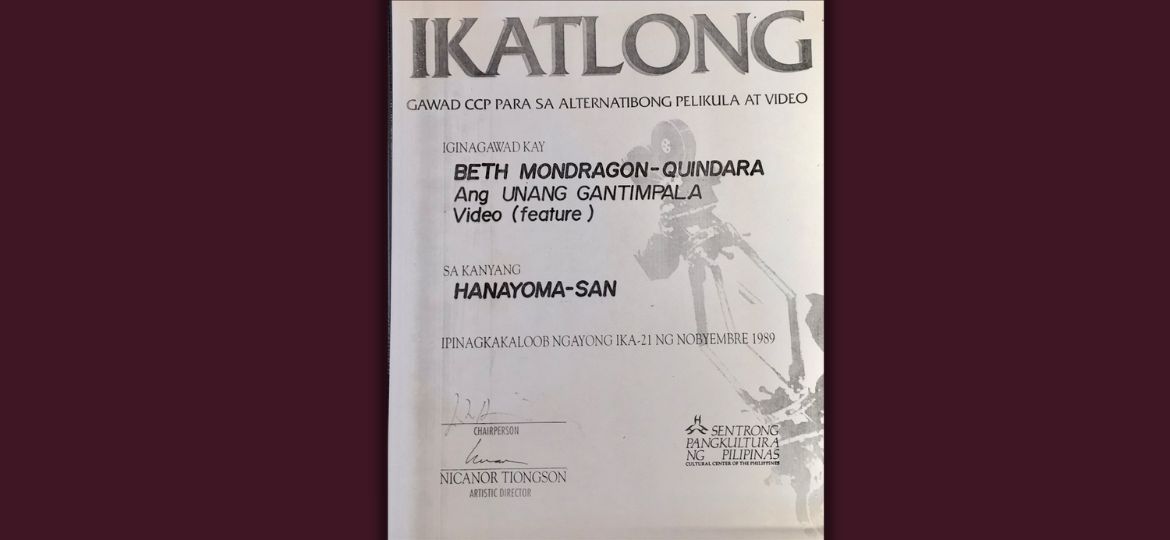 IKATLONG
GAWAD CCP PARA SA ALTERNATIBONG PELIKULA AT VIDEO
IGINAGAWAD KAY
BETH MONDRAGON-QUINDARA
Ang UNANG GANTIMPALA
Video (feature)
SA KANYANG
HANAYOMA-SAN
IPINAGKAKALOOB NGAYONG IKA-21 NG NOBYEMBRE 1989
CHAIRPERSON
NICANOR TIONGSON
ARTISTIC DIRECTOR
SENTRONG
PANGKULTURA
NG PILIPINAS
CULTURAL CENTER OF THE PHILIPPINES